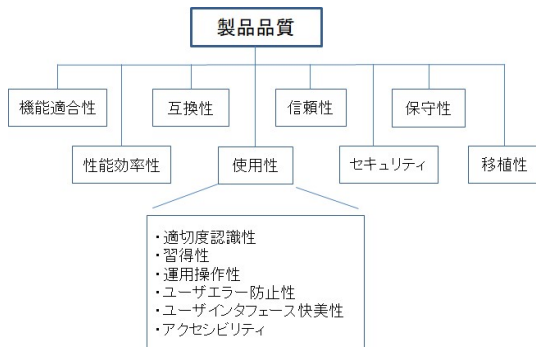 製品品質
機能適合性
互換性
信頼性
保守性
性能効率性
使用性
セキュリティ
移植性
・適切度認識性
・習得性
・運用操作性
・ユーザエラー防止性
・ユーザインタフェース快美性
・アクセシビリティ